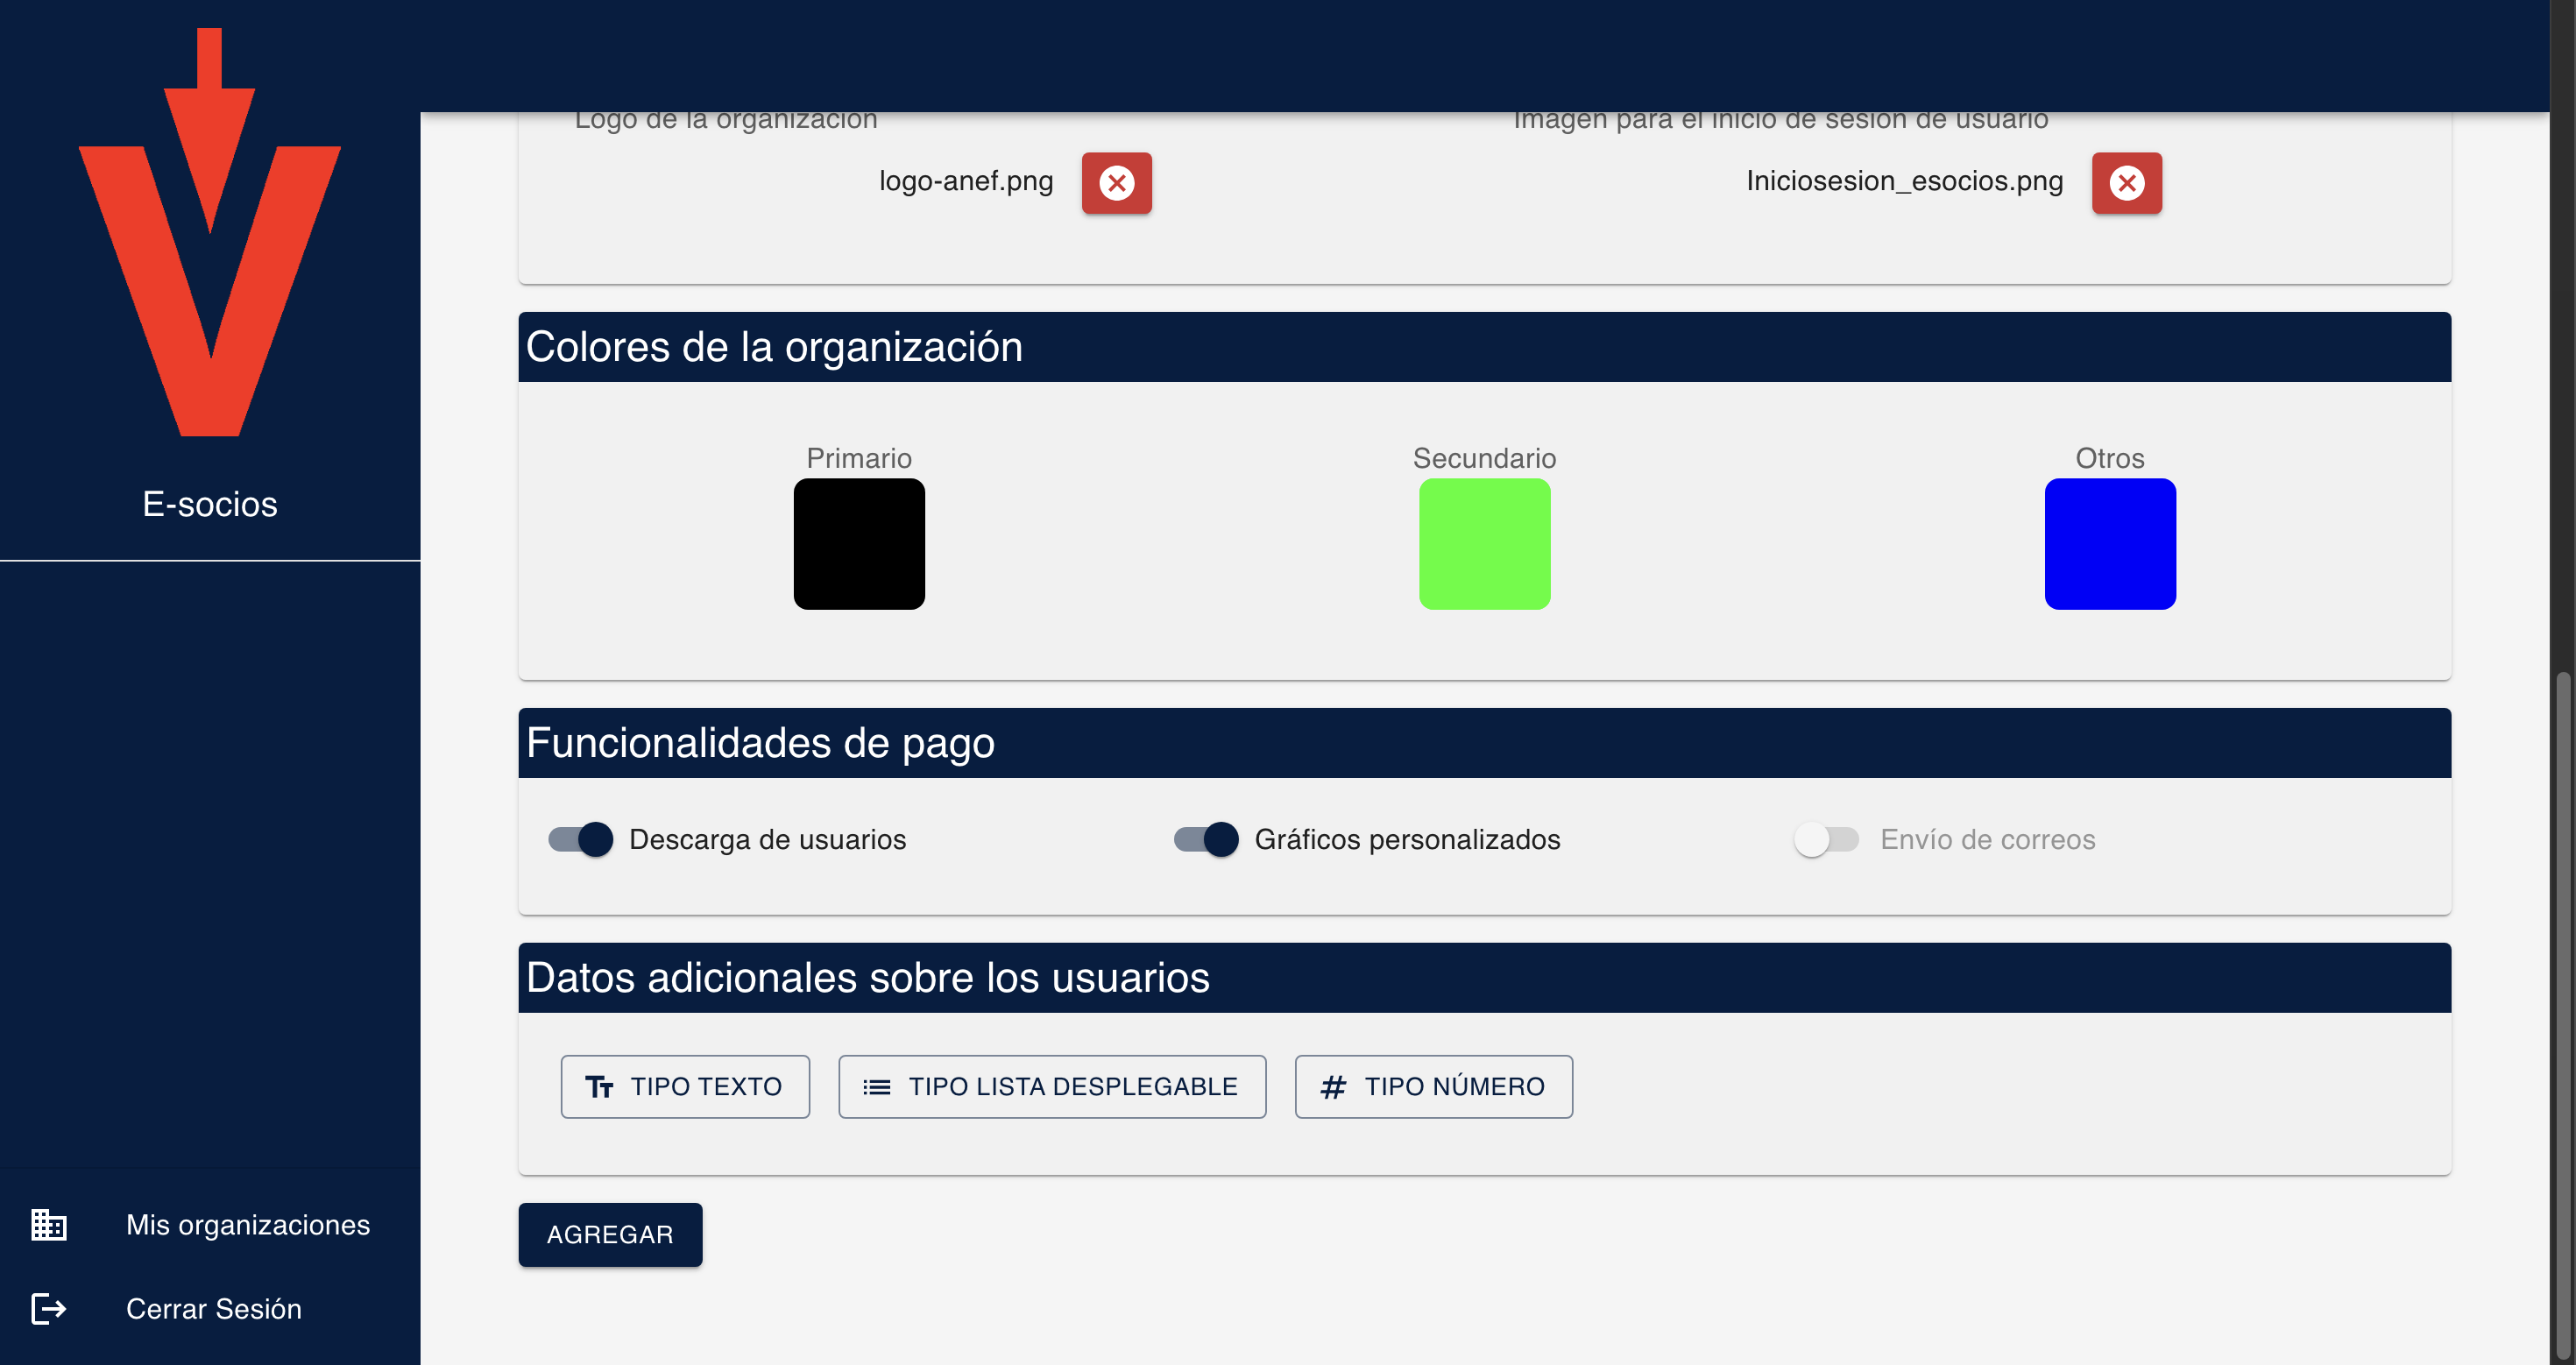 E-socios
Mis organizaciones
Cerrar Sesión
Logo de la organización
Imagen para el inicio de sesión de usuario
logo-anef.png
Iniciosesion_esocios.png
Colores de la organización
Primario
Secundario
Otros
Funcionalidades de pago
Descarga de usuarios
Gráficos personalizados
Envío de correos
Datos adicionales sobre los usuarios
TIPO TEXTO
TIPO LISTA DESPLEGABLE
TIPO NÚMERO
AGREGAR